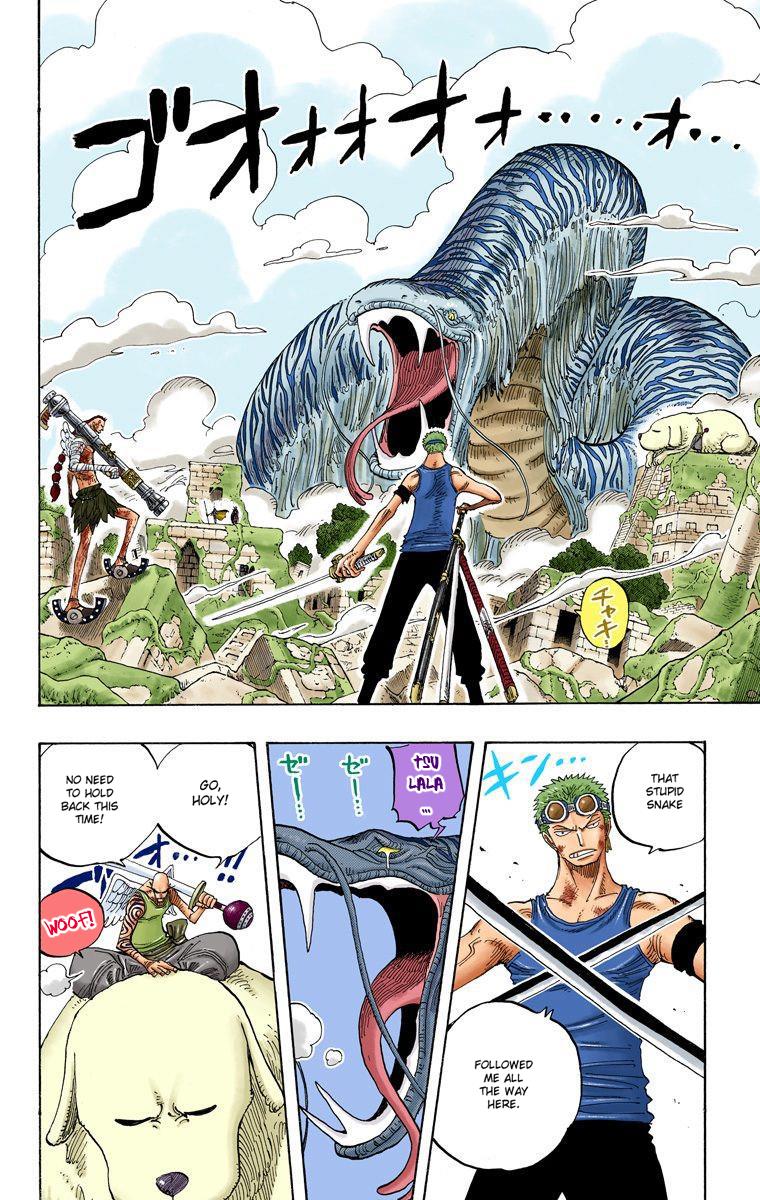 ゴオオオオォ・・・・・ォ・・・
チャキ・・
THAT
STUPID
SNAKE
キン・・・
FOLLOWED
ME ALL
THE WAY
HERE.
TSU
LALA
...
ゼー・・
ゼー・・
GO,
HOLY!
NO NEED
TO HOLD
BACK THIS
TIME!
オ・・・!!
WOOF!